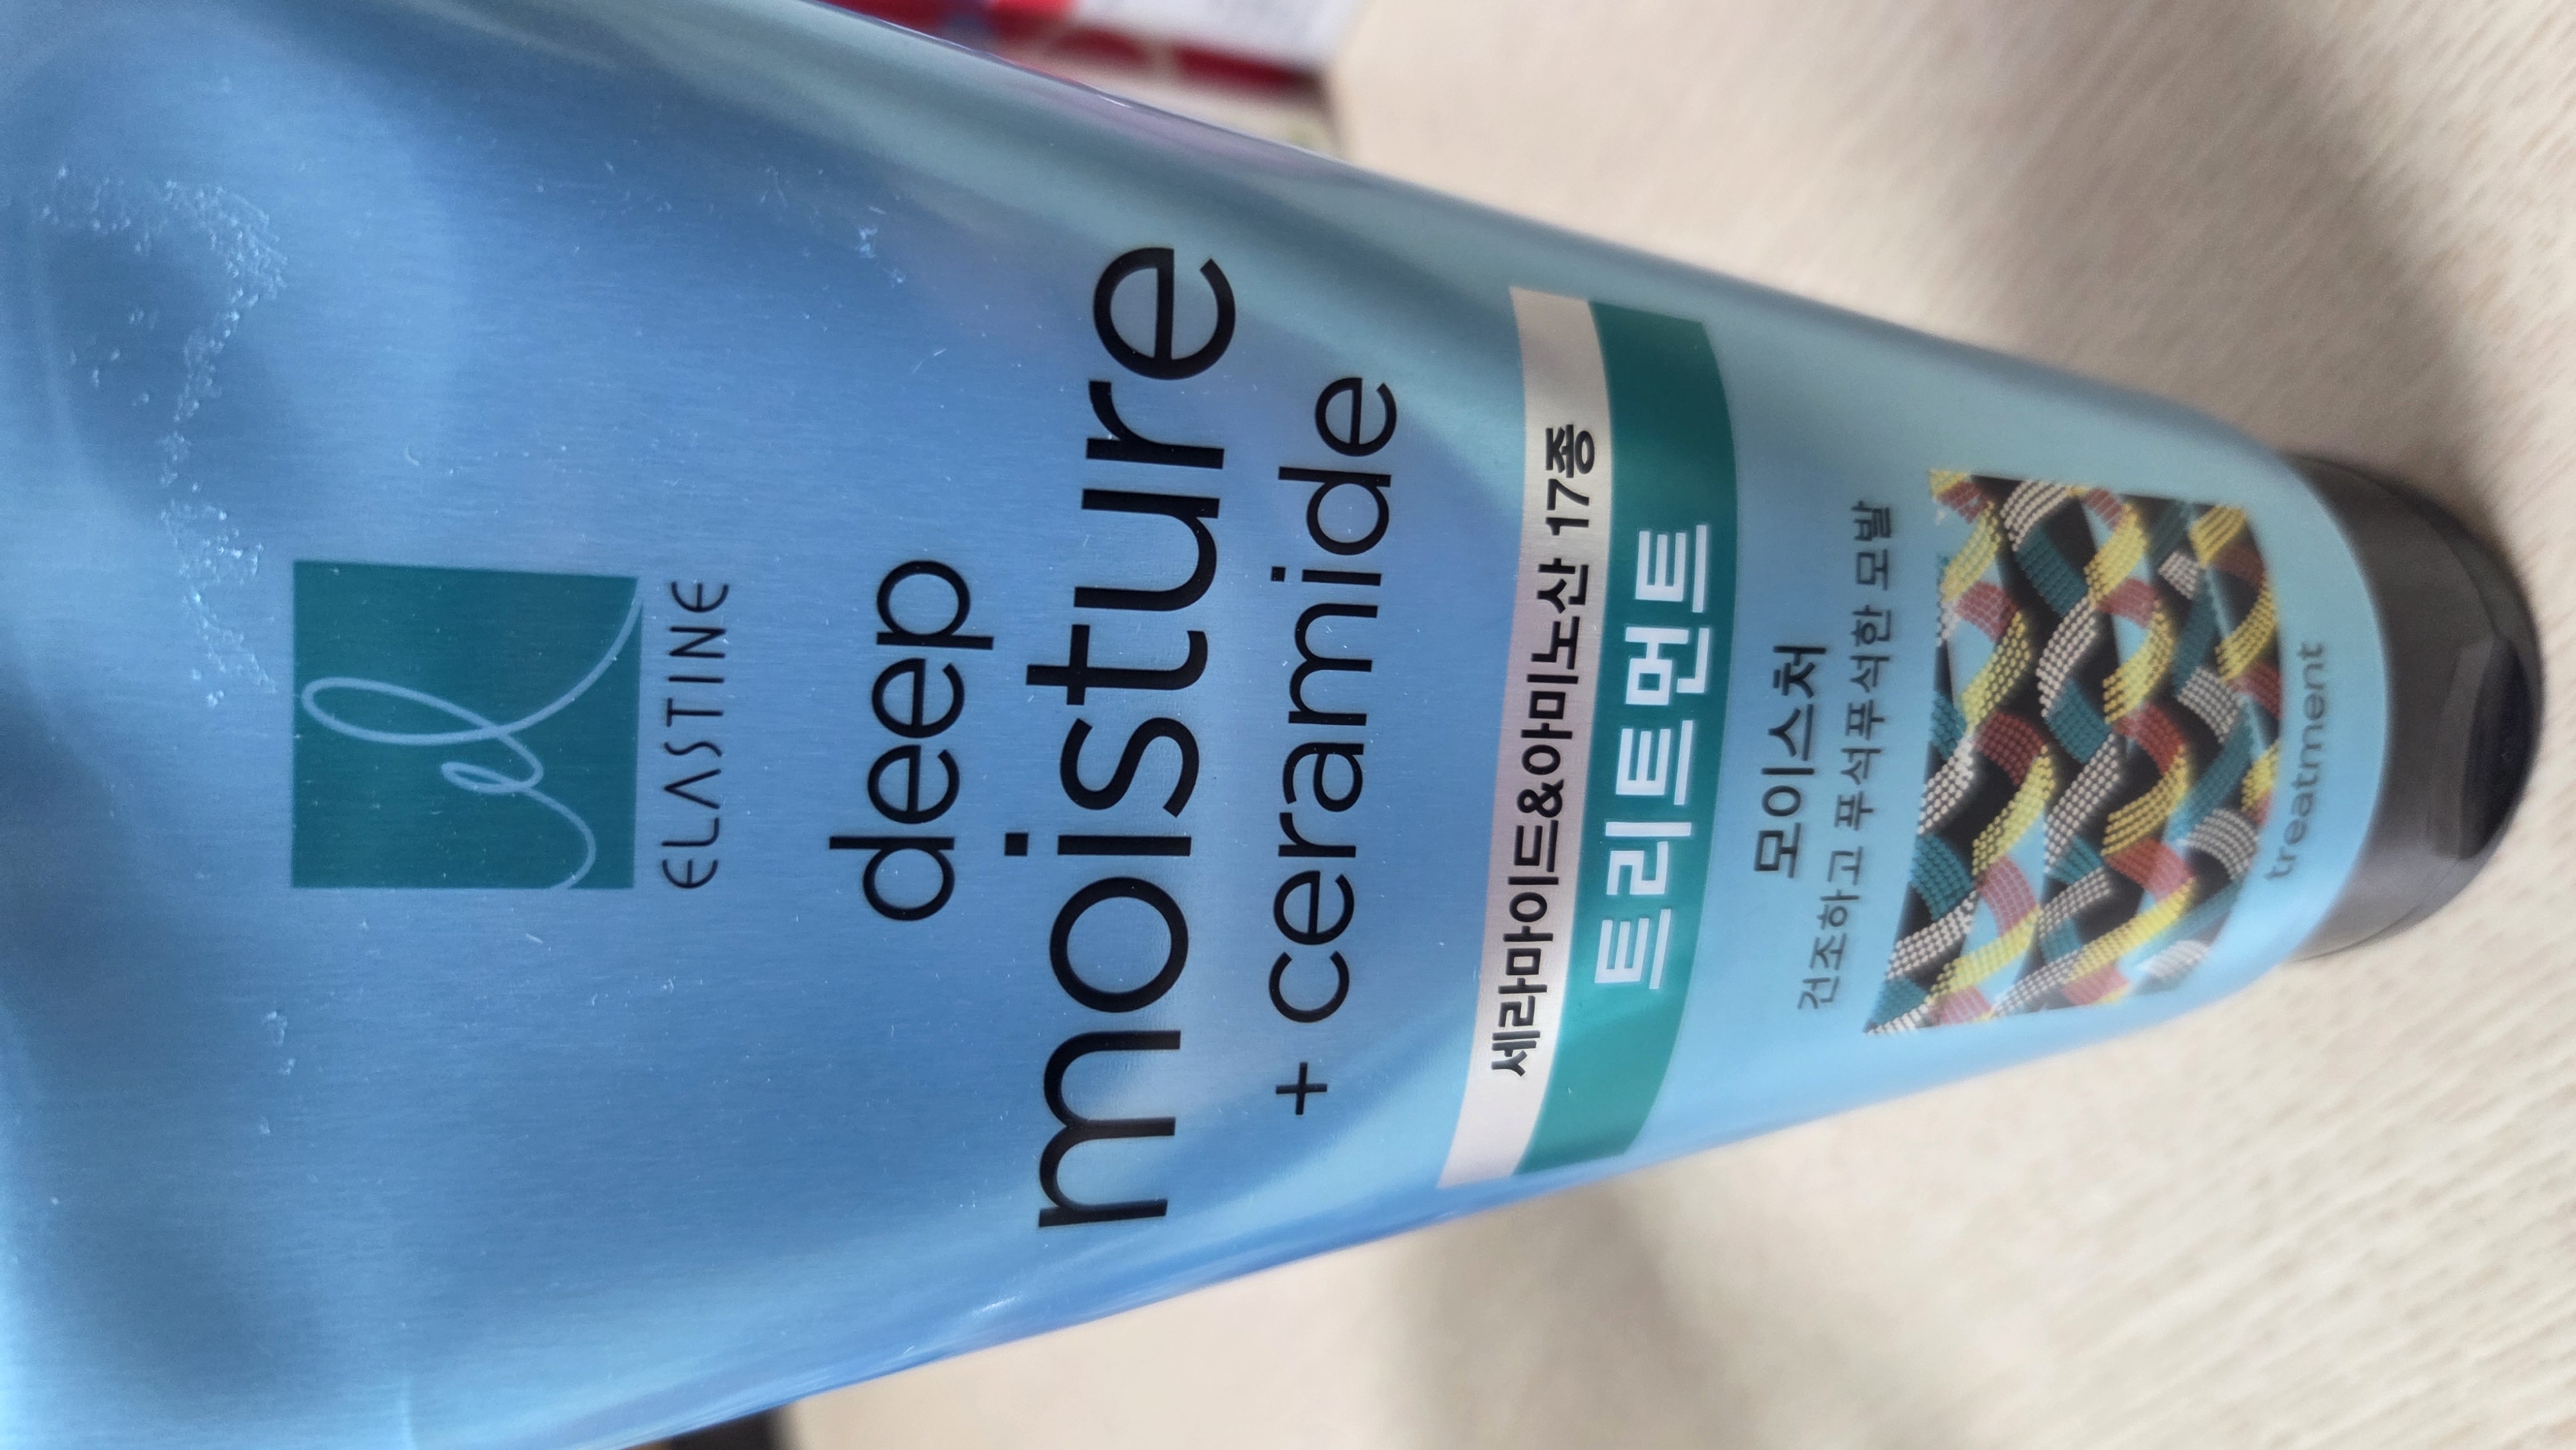 ELASTINE
deep
moisture
+ ceramide
세라마이드&아미노산 17종
트리트먼트
모이스처
건조하고 푸석푸석한 모발
treatment